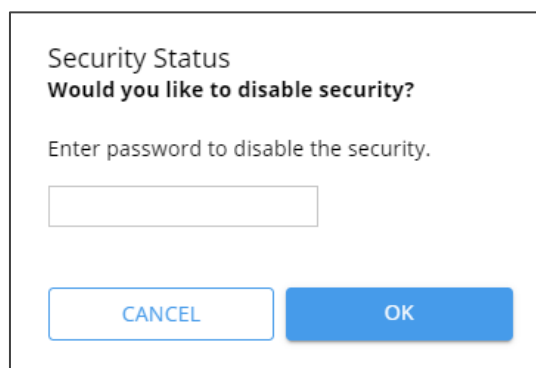 Security Status
Would you like to disable security?
Enter password to disable the security.
CANCEL
OK